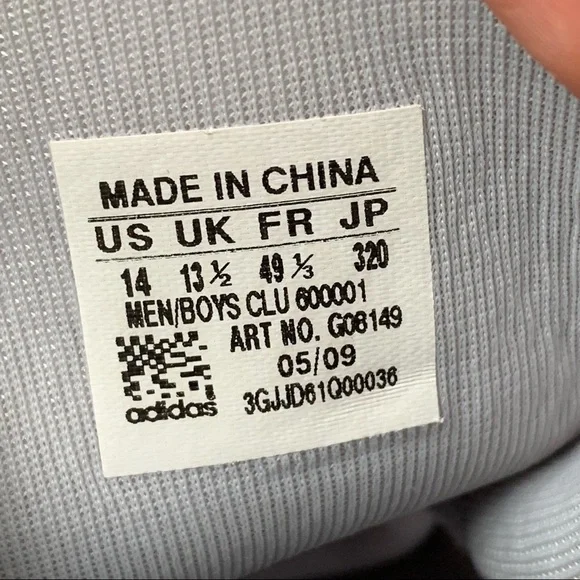 MADE IN CHINA
US UK FR JP
14 13 ½ 49 ⅓ 320
MEN/BOYS CLU 600001
ART NO. G08149
05/09
adidas 3GJJD61Q00036